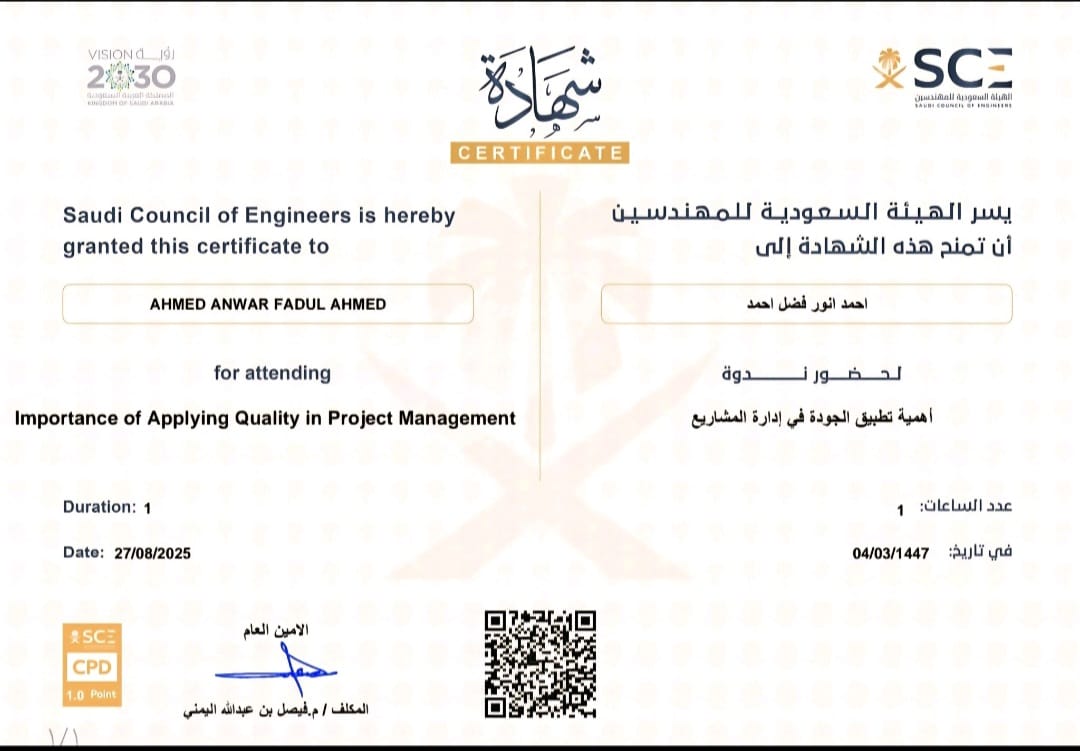 VISION رؤيــة
2030
المملكة العربية السعودية
KINGDOM OF SAUDI ARABIA
شهادة
CERTIFICATE
SCE
الهيئة السعودية للمهندسين
SAUDI COUNCIL OF ENGINEERS
Saudi Council of Engineers is hereby
granted this certificate to
AHMED ANWAR FADUL AHMED
for attending
Importance of Applying Quality in Project Management
Duration: 1
Date: 27/08/2025
يسر الهيئة السعودية للمهندسين
أن تمنح هذه الشهادة إلى
احمد انور فضل احمد
لحضور ندوة
أهمية تطبيق الجودة في إدارة المشاريع
عدد الساعات: 1
في تاريخ: 04/03/1447
SCE
CPD
1.0 Point
الامين العام
المكلف / م.فيصل بن عبدالله اليمني
١/١